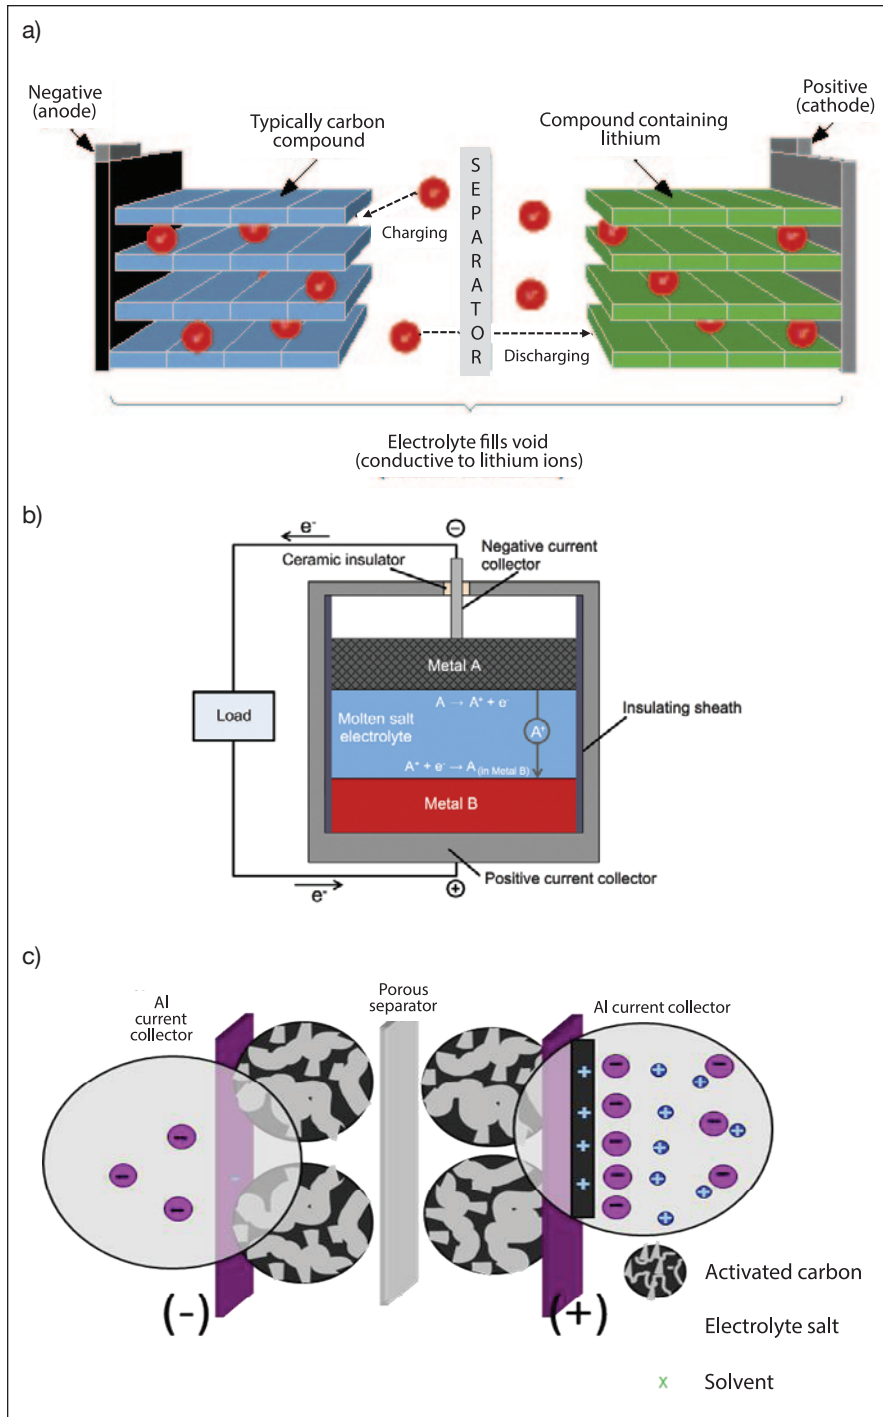 a)
Negative
(anode)
Typically carbon
compound
Compound containing
lithium
Positive
(cathode)
SEPARATOR
Charging
Discharging
Electrolyte fills void
(conductive to lithium ions)
b)
e-
−
Ceramic insulator
Negative current
collector
Metal A
A → A⁺ + e-
Load
Molten salt
electrolyte
A⁺
Insulating sheath
A⁺ + e- → A (in Metal B)
Metal B
Positive current collector
e-
+
c)
Al
current
collector
Porous
separator
Al current collector
(-)
(+)
Activated carbon
Electrolyte salt
x Solvent